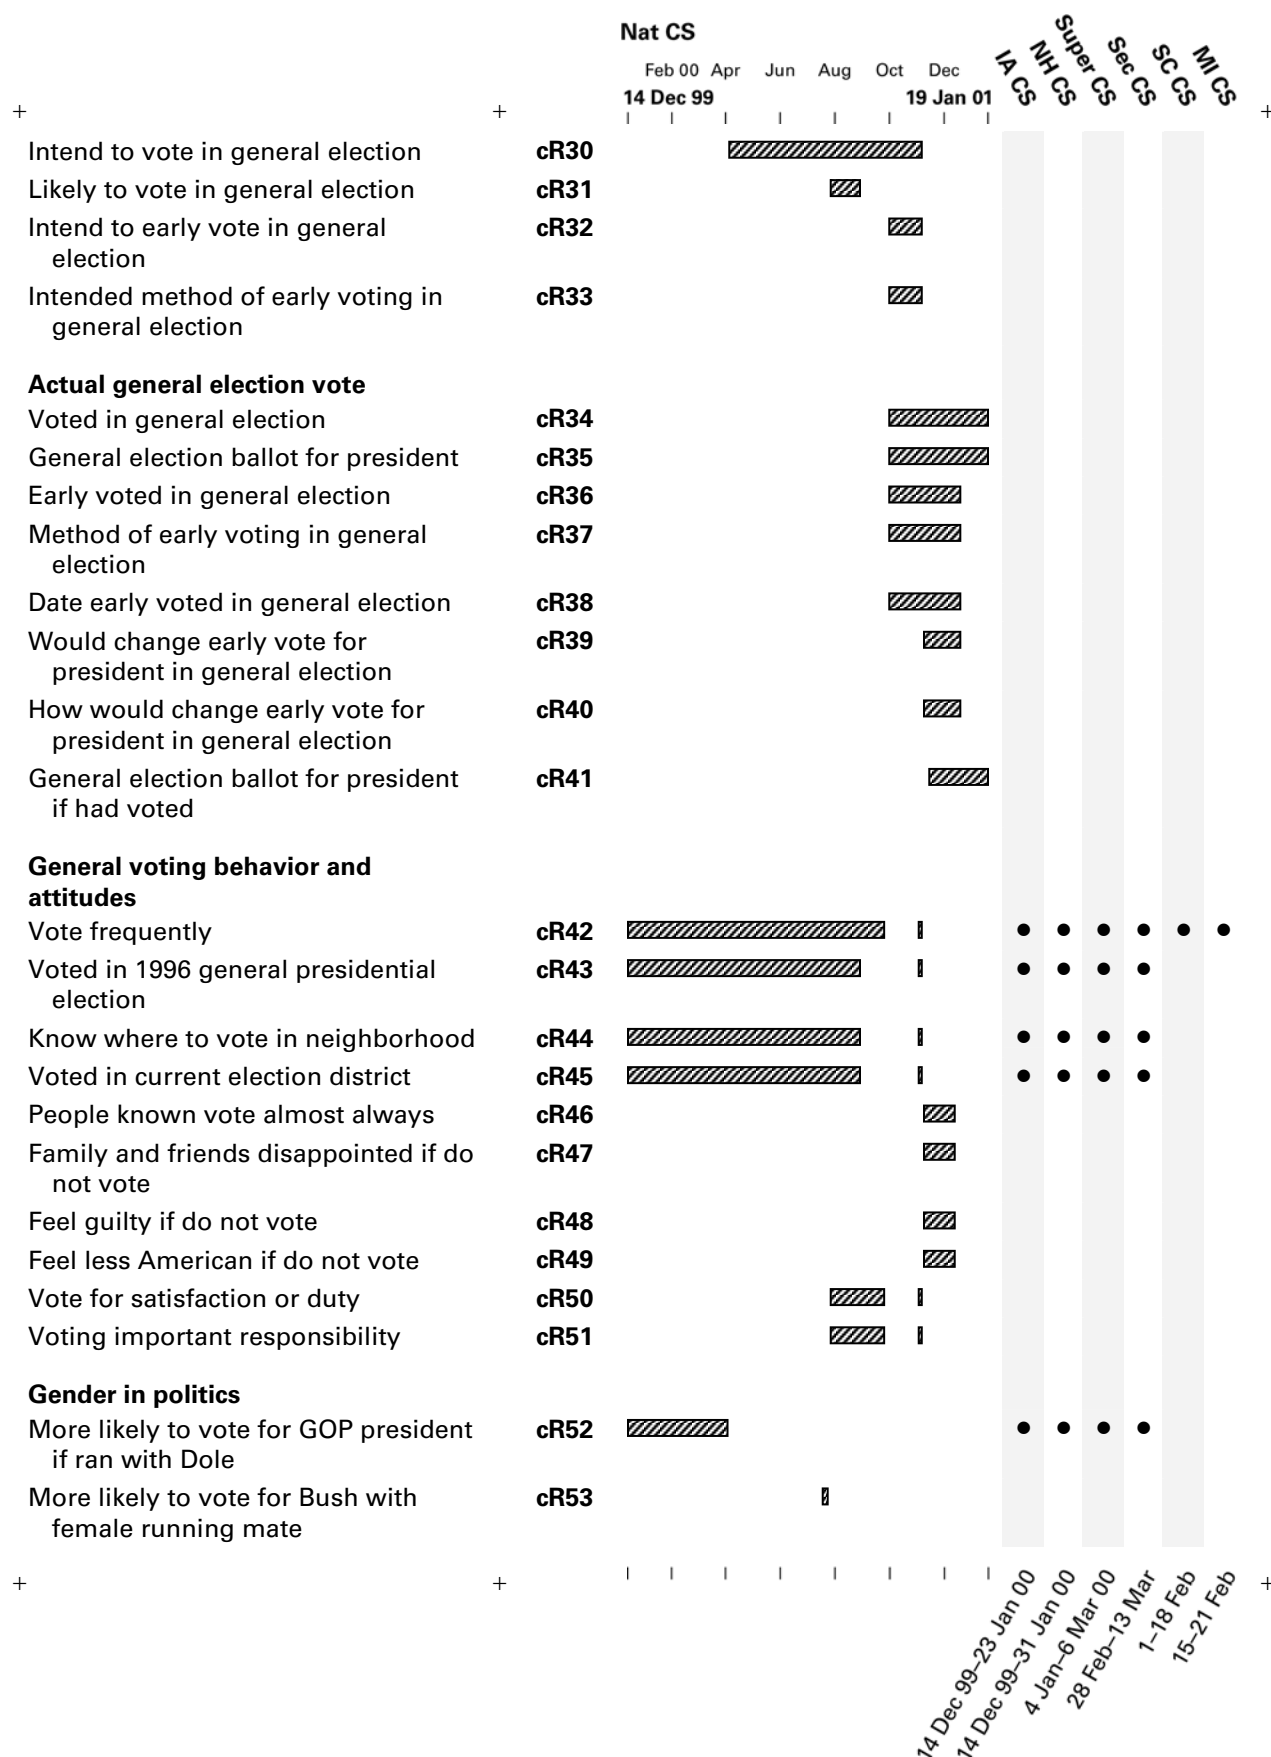 Nat CS
Feb 00 Apr Jun Aug Oct Dec
14 Dec 99 19 Jan 01
IA CS
NH CS
Super CS
Sec CS
SC CS
MI CS
Intend to vote in general election cR30
Likely to vote in general election cR31
Intend to early vote in general cR32
election
Intended method of early voting in cR33
general election
Actual general election vote
Voted in general election cR34
General election ballot for president cR35
Early voted in general election cR36
Method of early voting in general cR37
election
Date early voted in general election cR38
Would change early vote for cR39
president in general election
How would change early vote for cR40
president in general election
General election ballot for president cR41
if had voted
General voting behavior and
attitudes
Vote frequently cR42
Voted in 1996 general presidential cR43
election
Know where to vote in neighborhood cR44
Voted in current election district cR45
People known vote almost always cR46
Family and friends disappointed if do cR47
not vote
Feel guilty if do not vote cR48
Feel less American if do not vote cR49
Vote for satisfaction or duty cR50
Voting important responsibility cR51
Gender in politics
More likely to vote for GOP president cR52
if ran with Dole
More likely to vote for Bush with cR53
female running mate
14 Dec 99–23 Jan 00
14 Dec 99–31 Jan 00
4 Jan–6 Mar 00
28 Feb–13 Mar
1–18 Feb
15–21 Feb